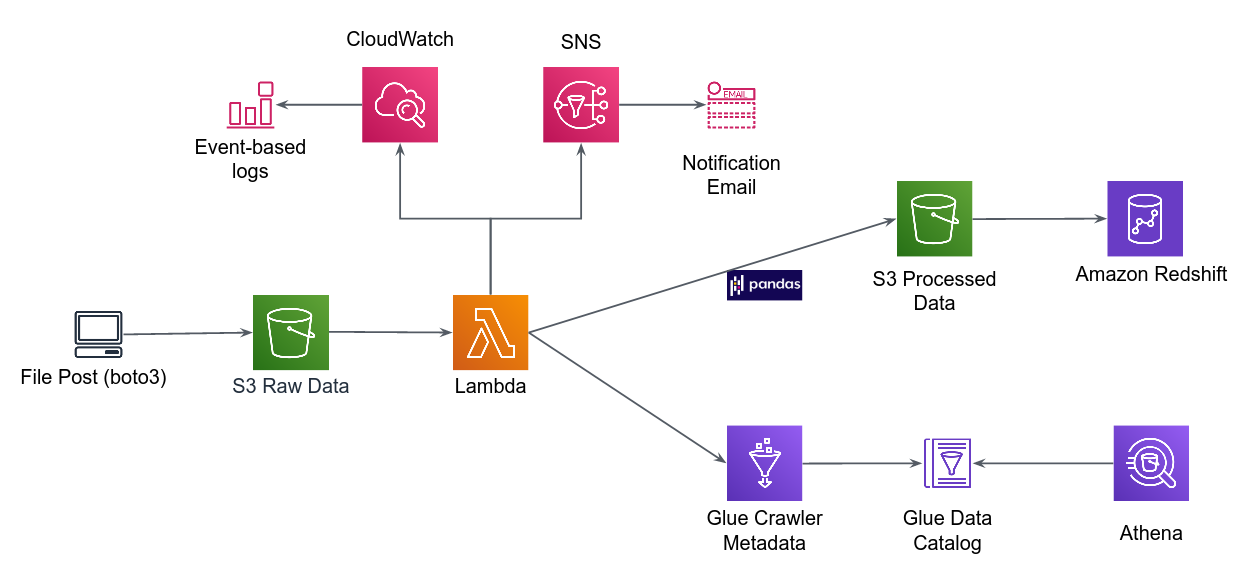 CloudWatch
SNS
EMAIL
Event-based
logs
Notification
Email
pandas
S3 Processed
Data
Amazon Redshift
File Post (boto3)
S3 Raw Data
Lambda
Glue Crawler
Metadata
Glue Data
Catalog
Athena